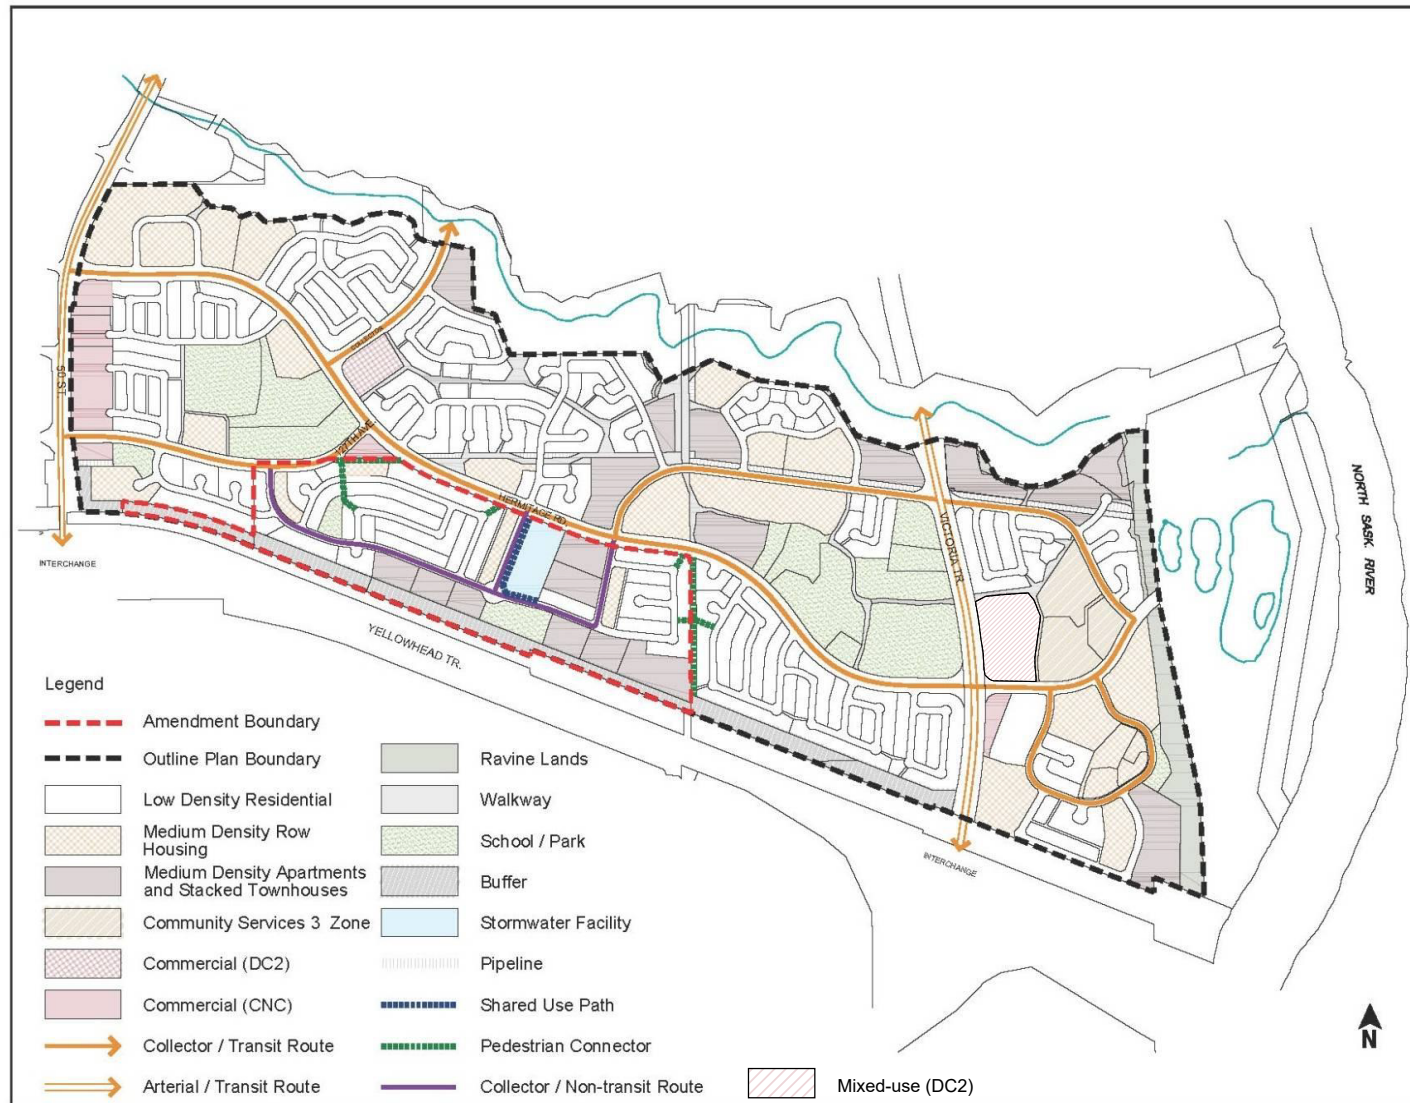 50 ST
COLLECTOR
127TH AVE.
HERMITAGE RD.
VICTORIA TR.
NORTH SASK. RIVER
INTERCHANGE
YELLOWHEAD TR.
INTERCHANGE
Legend
Amendment Boundary
Outline Plan Boundary
Low Density Residential
Medium Density Row
Housing
Medium Density Apartments
and Stacked Townhouses
Community Services 3 Zone
Commercial (DC2)
Commercial (CNC)
Collector / Transit Route
Arterial / Transit Route
Ravine Lands
Walkway
School / Park
Buffer
Stormwater Facility
Pipeline
Shared Use Path
Pedestrian Connector
Collector / Non-transit Route
Mixed-use (DC2)
N